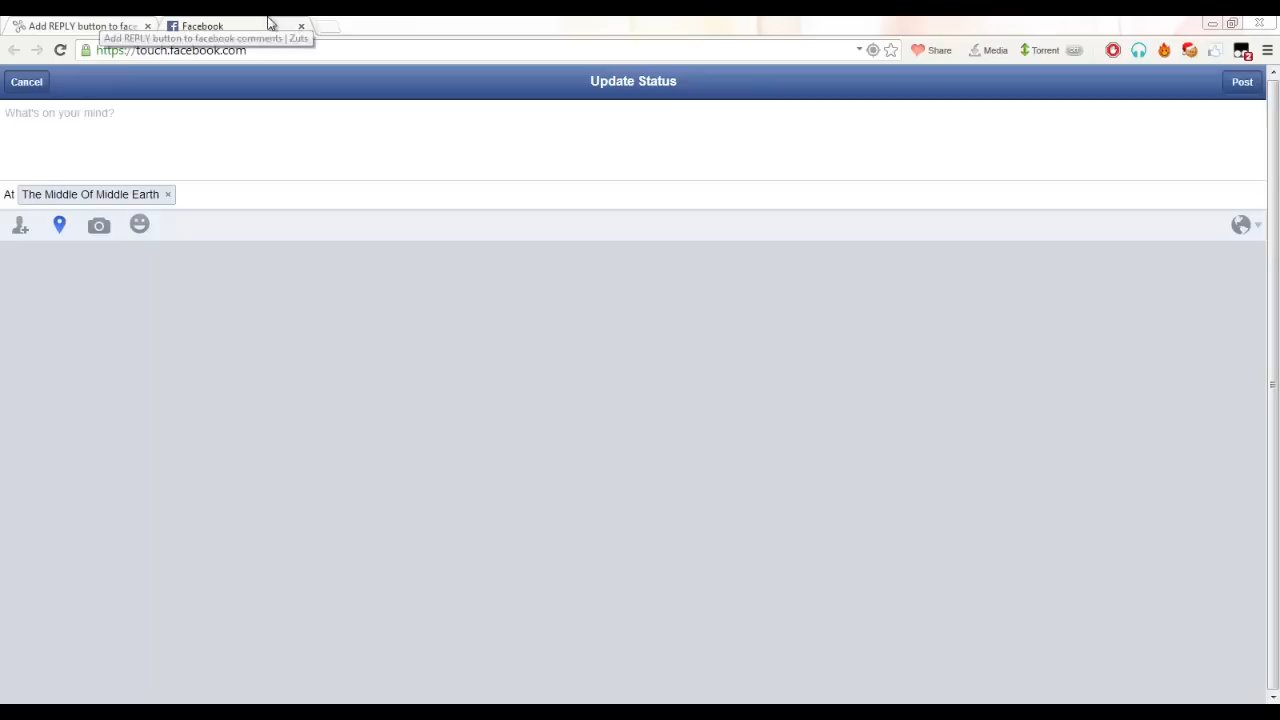 Add REPLY button to face
Facebook
Add REPLY button to facebook comments | Zuts
https://touch.facebook.com
Share
Media
Torrent
2
Cancel
Update Status
Post
What's on your mind?
At The Middle Of Middle Earth ×